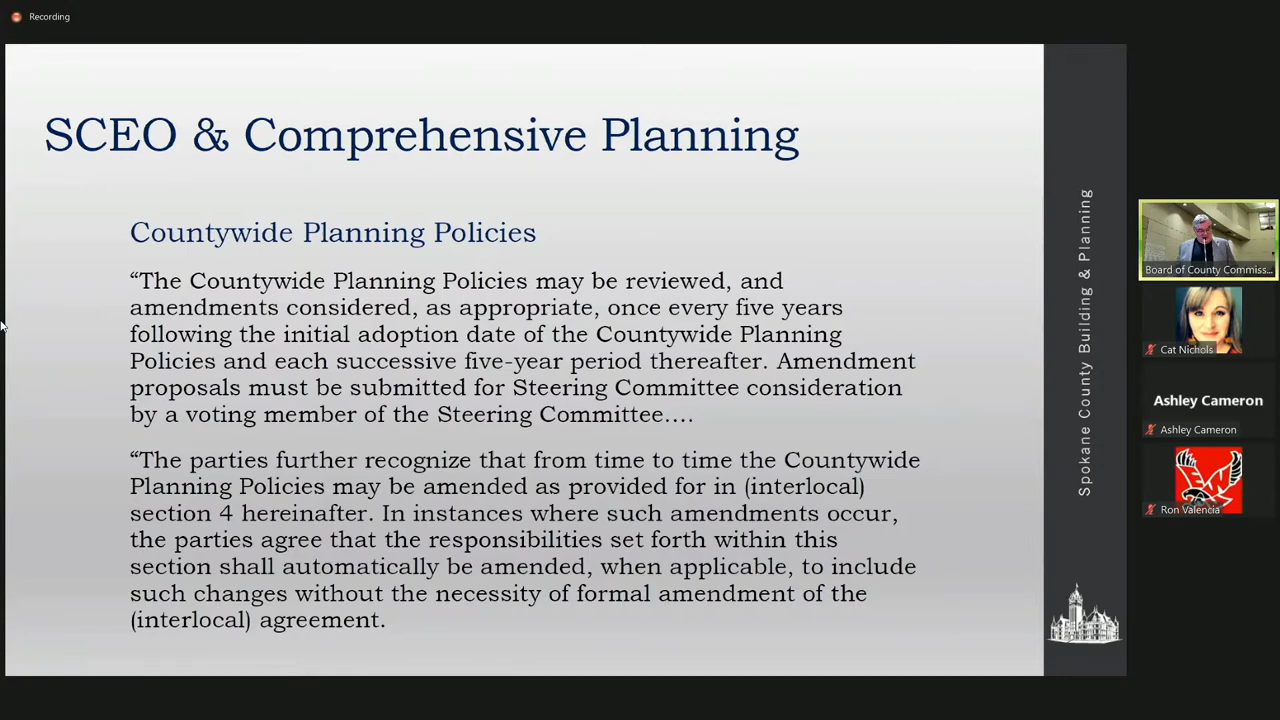 Recording
SCEO & Comprehensive Planning
Countywide Planning Policies
“The Countywide Planning Policies may be reviewed, and
amendments considered, as appropriate, once every five years
following the initial adoption date of the Countywide Planning
Policies and each successive five-year period thereafter. Amendment
proposals must be submitted for Steering Committee consideration
by a voting member of the Steering Committee….
“The parties further recognize that from time to time the Countywide
Planning Policies may be amended as provided for in (interlocal)
section 4 hereinafter. In instances where such amendments occur,
the parties agree that the responsibilities set forth within this
section shall automatically be amended, when applicable, to include
such changes without the necessity of formal amendment of the
(interlocal) agreement.
Spokane County Building & Planning
Board of County Commiss...
Cat Nichols
Ashley Cameron
Ashley Cameron
Ron Valencia